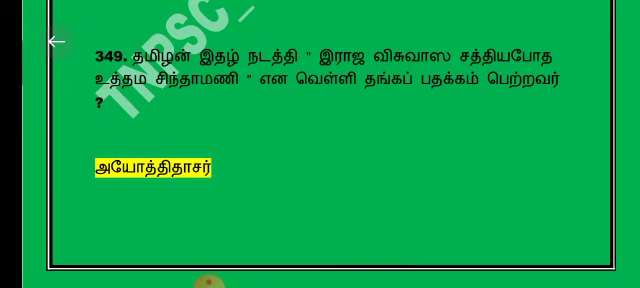 TNPSC_
349. தமிழன் இதழ் நடத்தி " இராஜ விசுவாஸ சத்தியபோத
உத்தம சிந்தாமணி " என வெள்ளி தங்கப் பதக்கம் பெற்றவர்
?
அயோத்திதாசர்